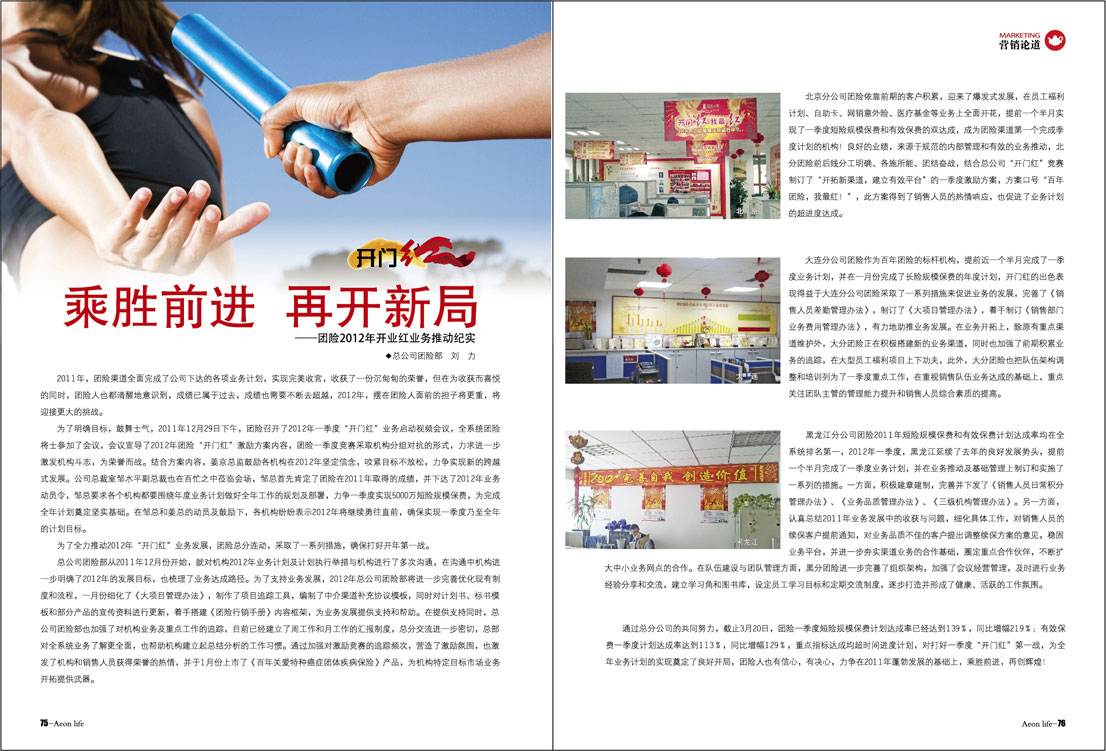 开门红
乘胜前进 再开新局
——团险2012年开业红业务推动纪实
◆总公司团险部 刘 力
2011年，团险渠道全面完成了公司下达的各项业务计划，实现完美收官，收获了一份沉甸甸的荣誉，但在为收获而喜悦
的同时，团险人也都清醒地意识到，成绩已属于过去，成绩也需要不断去超越，2012年，摆在团险人面前的担子将更重，将
迎接更大的挑战。
为了明确目标，鼓舞士气，2011年12月29日下午，团险召开了2012年一季度“开门红”业务启动视频会议，全系统团险
将士参加了会议，会议宣导了2012年团险“开门红”激励方案内容，团险一季度竞赛采取机构分组对抗的形式，力求进一步
激发机构斗志，为荣誉而战。结合方案内容，姜京总监鼓励各机构在2012年坚定信念，咬紧目标不放松，力争实现新的跨越
式发展。公司总裁室邹水平副总裁也在百忙之中莅临会场，邹总首先肯定了团险在2011年取得的成绩，并下达了2012年业务
动员令，邹总要求各个机构都要围绕年度业务计划做好全年工作的规划及部署，力争一季度实现5000万短险规模保费，为完成
全年计划奠定坚实基础。在邹总和姜总的动员及鼓励下，各机构纷纷表示2012年将继续勇往直前，确保实现一季度乃至全年
的计划目标。
为了全力推动2012年“开门红”业务发展，团险总分连动，采取了一系列措施，确保打好开年第一战。
总公司团险部从2011年12月份开始，就对机构2012年业务计划及计划执行举措与机构进行了多次沟通，在沟通中机构进
一步明确了2012年的发展目标，也梳理了业务达成路径。为了支持业务发展，2012年总公司团险部将进一步完善优化现有制
度和流程，一月份细化了《大项目管理办法》，制作了项目追踪工具，编制了中介渠道补充协议模板，同时对计划书、标书模
板和部分产品的宣传资料进行更新，着手搭建《团险行销手册》内容框架，为业务发展提供支持和帮助。在提供支持同时，总
公司团险部也加强了对机构业务及重点工作的追踪，目前已经建立了周工作和月工作的汇报制度，总分交流进一步密切，总部
对全系统业务了解更全面，也帮助机构建立起总结分析的工作习惯。通过加强对激励竞赛的追踪频次，营造了激励氛围，也激
发了机构和销售人员获得荣誉的热情，并于1月份上市了《百年关爱特种癌症团体疾病保险》产品，为机构特定目标市场业务
开拓提供武器。
75-Aeon life
MARKETING
营销论道
北京分公司团险依靠前期的客户积累，迎来了爆发式发展，在员工福利
计划、自助卡、网销意外险、医疗基金等业务上全面开花，提前一个半月实
现了一季度短险规模保费和有效保费的双达成，成为团险渠道第一个完成季
度计划的机构！良好的业绩，来源于规范的内部管理和有效的业务推动，北
分团险前后线分工明确、各施所能、团结奋战，结合总公司“开门红”竞赛
制订了“开拓新渠道，建立有效平台”的一季度激励方案，方案口号“百年
团险，我最红！”，此方案得到了销售人员的热情响应，也促进了业务计划
的超进度达成。
开门红 我最红
北 京
大连分公司团险作为百年团险的标杆机构，提前近一个半月完成了一季
度业务计划，并在一月份完成了长险规模保费的年度计划，开门红的出色表
现得益于大连分公司团险采取了一系列措施来促进业务的发展，完善了《销
售人员差勤管理办法》，制订了《大项目管理办法》，着手制订《销售部门
业务费用管理办法》，有力地助推业务发展。在业务开拓上，除原有重点渠
道维护外，大分团险正在积极搭建新的业务渠道，同时也加强了前期积累业
务的追踪，在大型员工福利项目上下功夫，此外，大分团险也把队伍架构调
整和培训列为了一季度重点工作，在重视销售队伍业务达成的基础上，重点
关注团队主管的管理能力提升和销售人员综合素质的提高。
大 连
黑龙江分公司团险2011年短险规模保费和有效保费计划达成率均在全
系统排名第一，2012年一季度，黑龙江延续了去年的良好发展势头，提前
一个半月完成了一季度业务计划，并在业务推动及基础管理上制订和实施了
一系列的措施。一方面，积极建章建制，完善并下发了《销售人员日常积分
管理办法》、《业务品质管理办法》、《三级机构管理办法》。另一方面，
认真总结2011年业务发展中的收获与问题，细化具体工作，对销售人员的
续保客户提前通知，对业务品质不佳的客户提出调整续保方案的意见，稳固
业务平台，并进一步夯实渠道业务的合作基础，圈定重点合作伙伴，不断扩
大中小业务网点的合作。在队伍建设与团队管理方面，黑分团险进一步完善了组织架构，加强了会议经营管理，及时进行业务
经验分享和交流，建立学习角和图书库，设定员工学习目标和定期交流制度，逐步打造并形成了健康、活跃的工作氛围。
2012完善自我 创造价值
黑龙江
通过总分公司的共同努力，截止3月20日，团险一季度短险规模保费计划达成率已经达到139％，同比增幅219％；有效保
费一季度计划达成率达到113％，同比增幅129％，重点指标达成均超时间进度计划，对打好一季度“开门红”第一战，为全
年业务计划的实现奠定了良好开局，团险人也有信心，有决心，力争在2011年蓬勃发展的基础上，乘胜前进，再创辉煌！
Aeon life-76